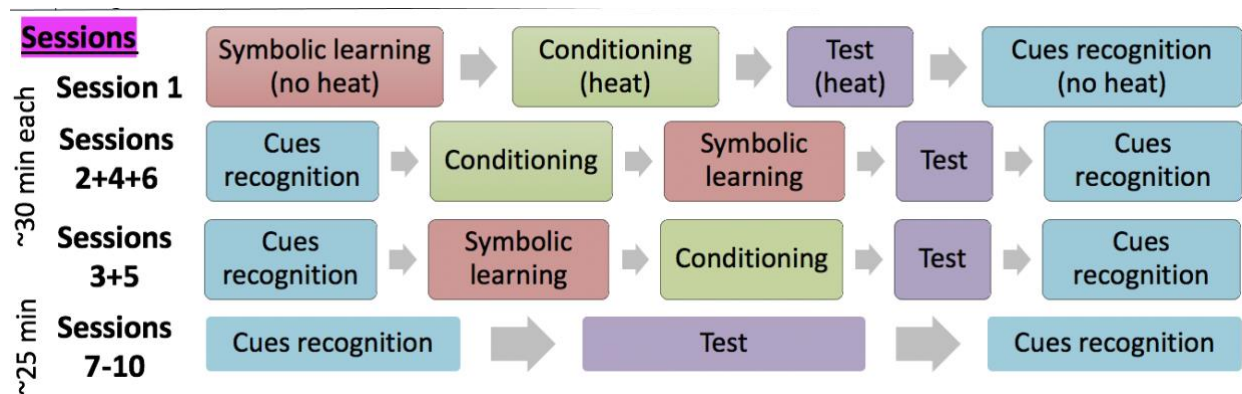 Sessions
~30 min each
Session 1
Symbolic learning
(no heat)
Conditioning
(heat)
Test
(heat)
Cues recognition
(no heat)
Sessions
2+4+6
Cues
recognition
Conditioning
Symbolic
learning
Test
Cues
recognition
Sessions
3+5
Cues
recognition
Symbolic
learning
Conditioning
Test
Cues
recognition
~25 min
Sessions
7-10
Cues recognition
Test
Cues recognition